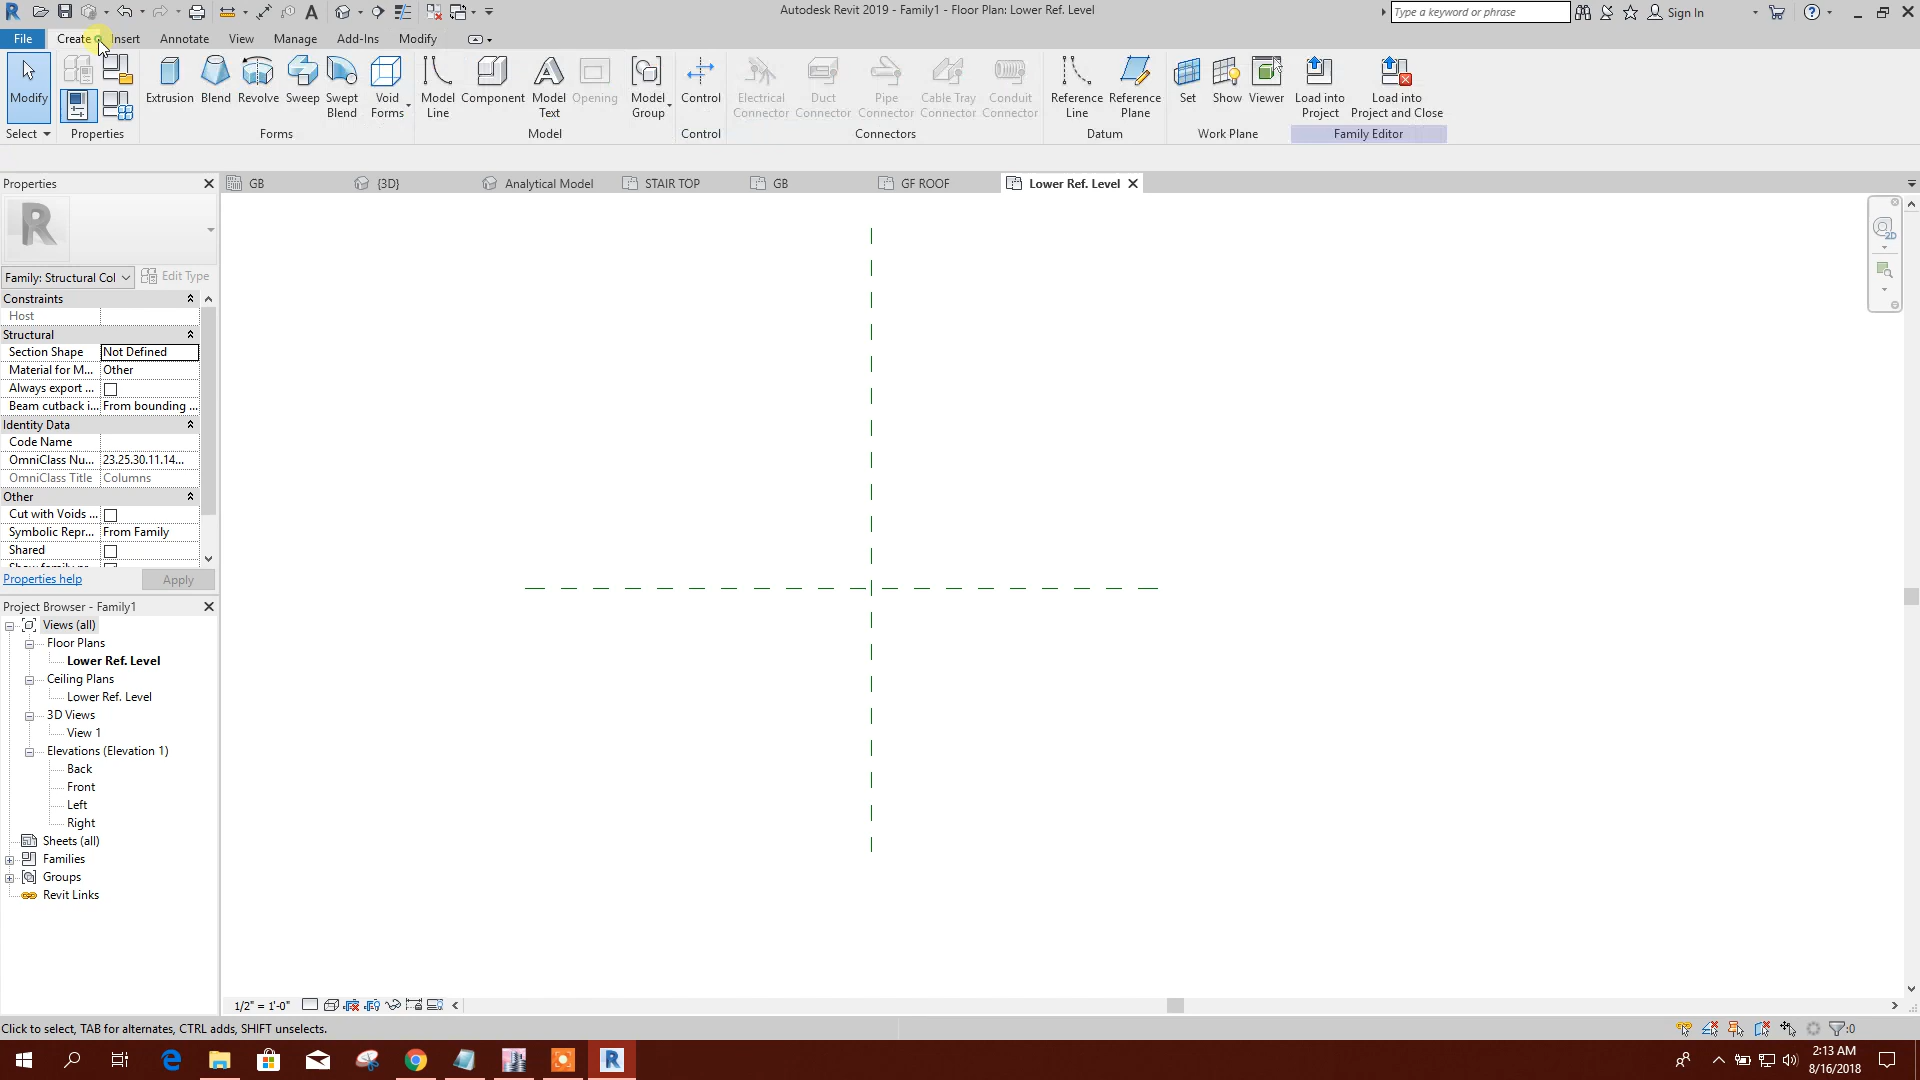 Autodesk Revit 2019 - Family1 - Floor Plan: Lower Ref. Level
Type a keyword or phrase
Sign In
File Create Insert Annotate View Manage Add-Ins Modify
Modify
Extrusion Blend Revolve Sweep Swept Blend Void Forms
Model Line Component Model Text Opening Model Group
Control
Electrical Connector Duct Connector Pipe Connector Cable Tray Connector Conduit Connector
Reference Line Reference Plane
Set Show Viewer
Load into Project Load into Project and Close
Select Properties Forms Model Control Connectors Datum Work Plane Family Editor
Properties
GB {3D} Analytical Model STAIR TOP GB GF ROOF Lower Ref. Level
R
2D
Family: Structural Col Edit Type
Constraints
Host
Structural
Section Shape Not Defined
Material for M... Other
Always export ...
Beam cutback i... From bounding ...
Identity Data
Code Name
OmniClass Nu... 23.25.30.11.14...
OmniClass Title Columns
Other
Cut with Voids ...
Symbolic Repr... From Family
Shared
Properties help Apply
Project Browser - Family1
Views (all)
Floor Plans
Lower Ref. Level
Ceiling Plans
Lower Ref. Level
3D Views
View 1
Elevations (Elevation 1)
Back
Front
Left
Right
Sheets (all)
Families
Groups
Revit Links
1/2" = 1'-0"
Click to select, TAB for alternates, CTRL adds, SHIFT unselects.
:0
2:13 AM
8/16/2018